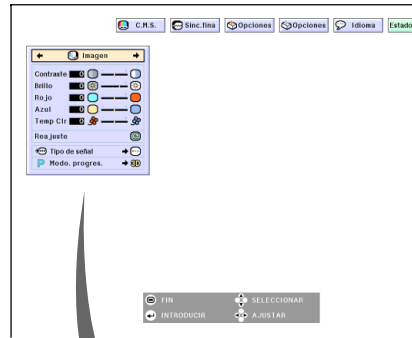 C.M.S. Sinc.fina Opciones Opciones Idioma Estado
Imagen
Contraste 0
Brillo 0
Rojo 0
Azul 0
Temp Clr 0
Reajuste
Tipo de señal
P Modo. progres. 3D
FIN SELECCIONAR
INTRODUCIR AJUSTAR